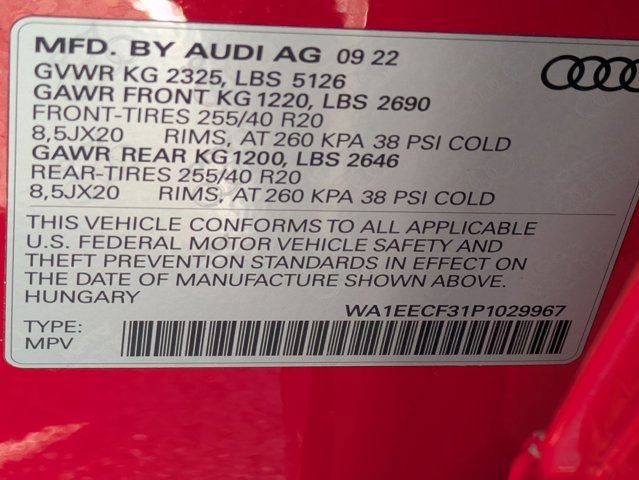 MFD. BY AUDI AG 09 22
GVWR KG 2325, LBS 5126
GAWR FRONT KG 1220, LBS 2690
FRONT-TIRES 255/40 R20
8,5JX20 RIMS, AT 260 KPA 38 PSI COLD
GAWR REAR KG 1200, LBS 2646
REAR-TIRES 255/40 R20
8,5JX20 RIMS, AT 260 KPA 38 PSI COLD
THIS VEHICLE CONFORMS TO ALL APPLICABLE
U.S. FEDERAL MOTOR VEHICLE SAFETY AND
THEFT PREVENTION STANDARDS IN EFFECT ON
THE DATE OF MANUFACTURE SHOWN ABOVE.
HUNGARY
WA1EECF31P1029967
TYPE:
MPV